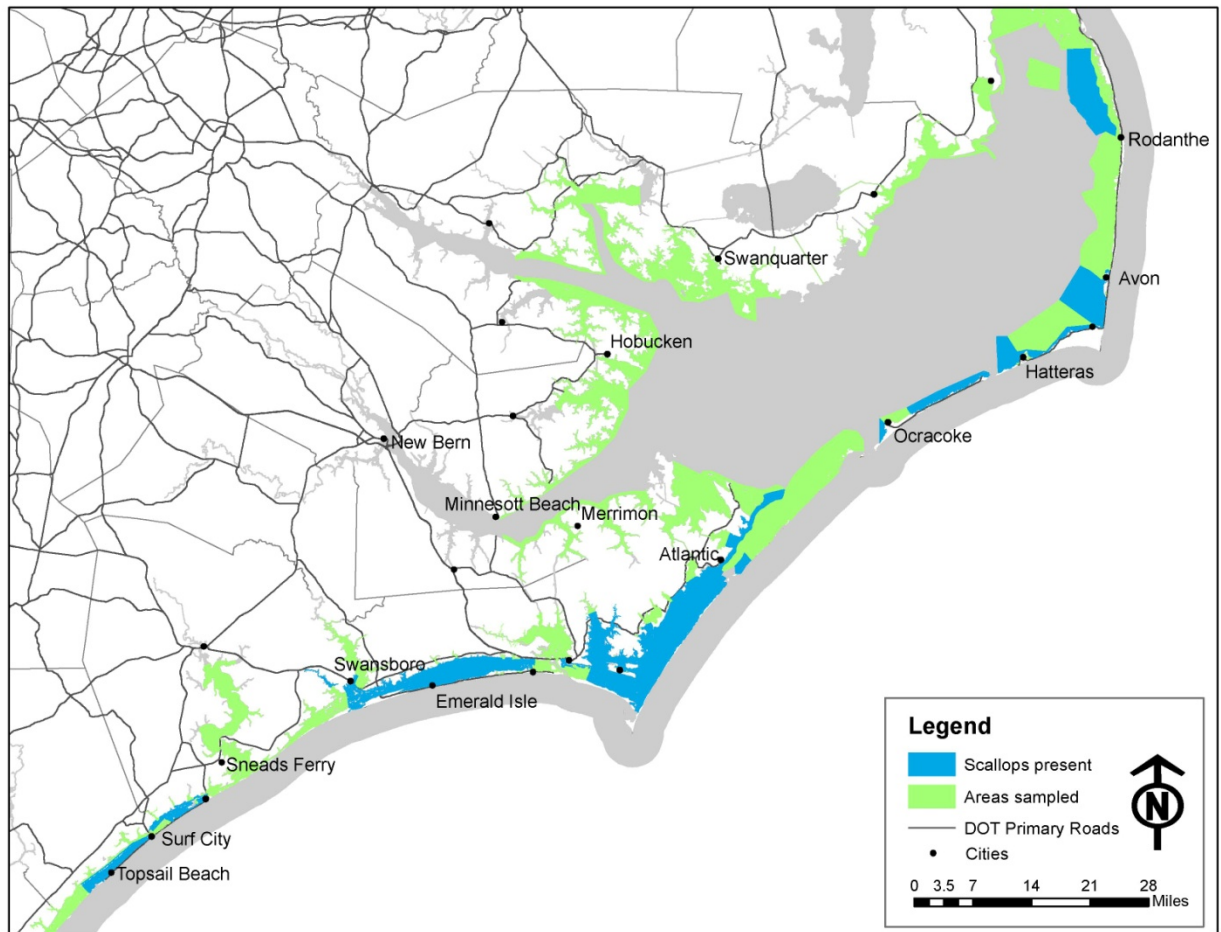 Rodanthe
Swanquarter
Avon
Hobucken
Hatteras
Ocracoke
New Bern
Minnesott Beach
Merrimon
Atlantic
Swansboro
Emerald Isle
Sneads Ferry
Surf City
Topsail Beach
Legend
Scallops present
Areas sampled
DOT Primary Roads
Cities
N
0 3.5 7 14 21 28
Miles